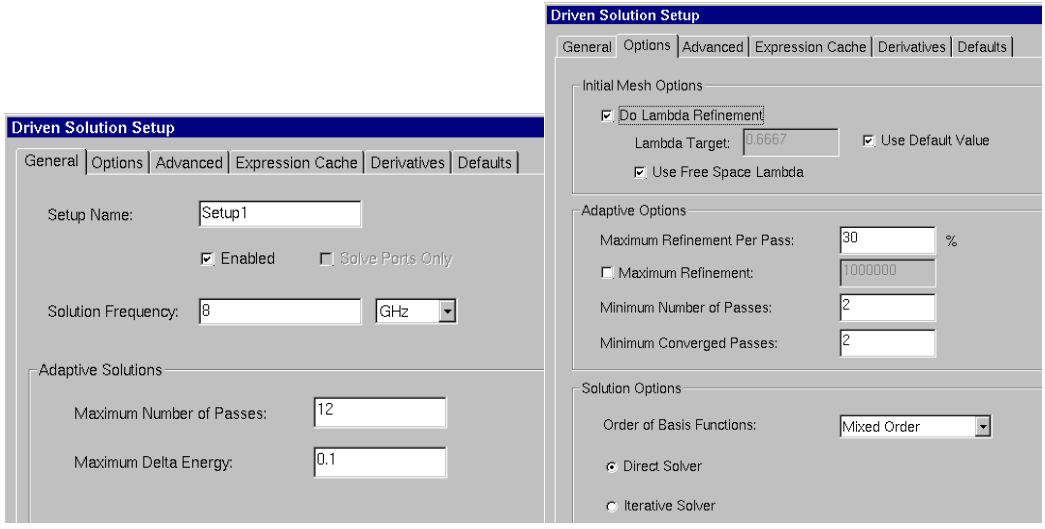 Driven Solution Setup
General Options Advanced Expression Cache Derivatives Defaults
Setup Name: Setup1
Enabled Solve Ports Only
Solution Frequency: 8 GHz
Adaptive Solutions
Maximum Number of Passes: 12
Maximum Delta Energy: 0.1
Driven Solution Setup
General Options Advanced Expression Cache Derivatives Defaults
Initial Mesh Options
Do Lambda Refinement
Lambda Target: 0.6667 Use Default Value
Use Free Space Lambda
Adaptive Options
Maximum Refinement Per Pass: 30 %
Maximum Refinement: 1000000
Minimum Number of Passes: 2
Minimum Converged Passes: 2
Solution Options
Order of Basis Functions: Mixed Order
Direct Solver
Iterative Solver